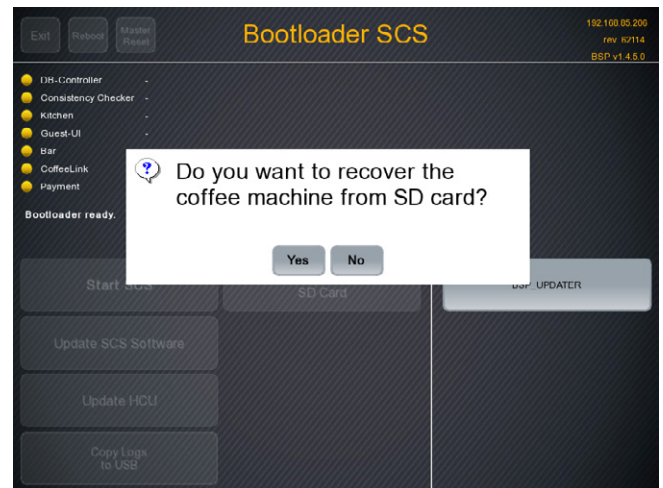 Exit
Reboot
Master
Reset
Bootloader SCS
192.168.85.206
rev 62114
BSP v1.4.5.0
DB-Controller -
Consistency Checker -
Kitchen -
Guest-UI -
Bar
CoffeeLink
Payment
Bootloader ready.
Do you want to recover the
coffee machine from SD card?
Yes No
Start SCS
SD Card
BSP_UPDATER
Update SCS Software
Update HCU
Copy Logs
to USB